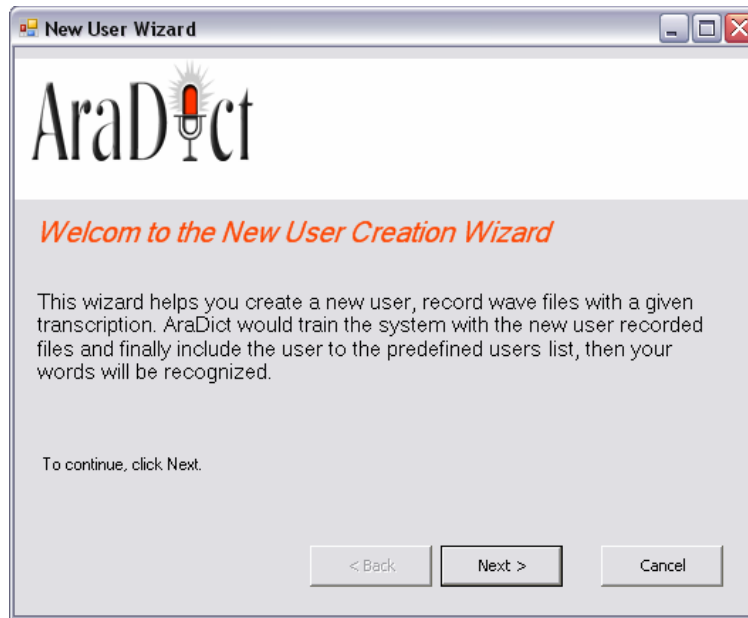 New User Wizard
AraDict
Welcom to the New User Creation Wizard
This wizard helps you create a new user, record wave files with a given
transcription. AraDict would train the system with the new user recorded
files and finally include the user to the predefined users list, then your
words will be recognized.
To continue, click Next.
< Back Next > Cancel